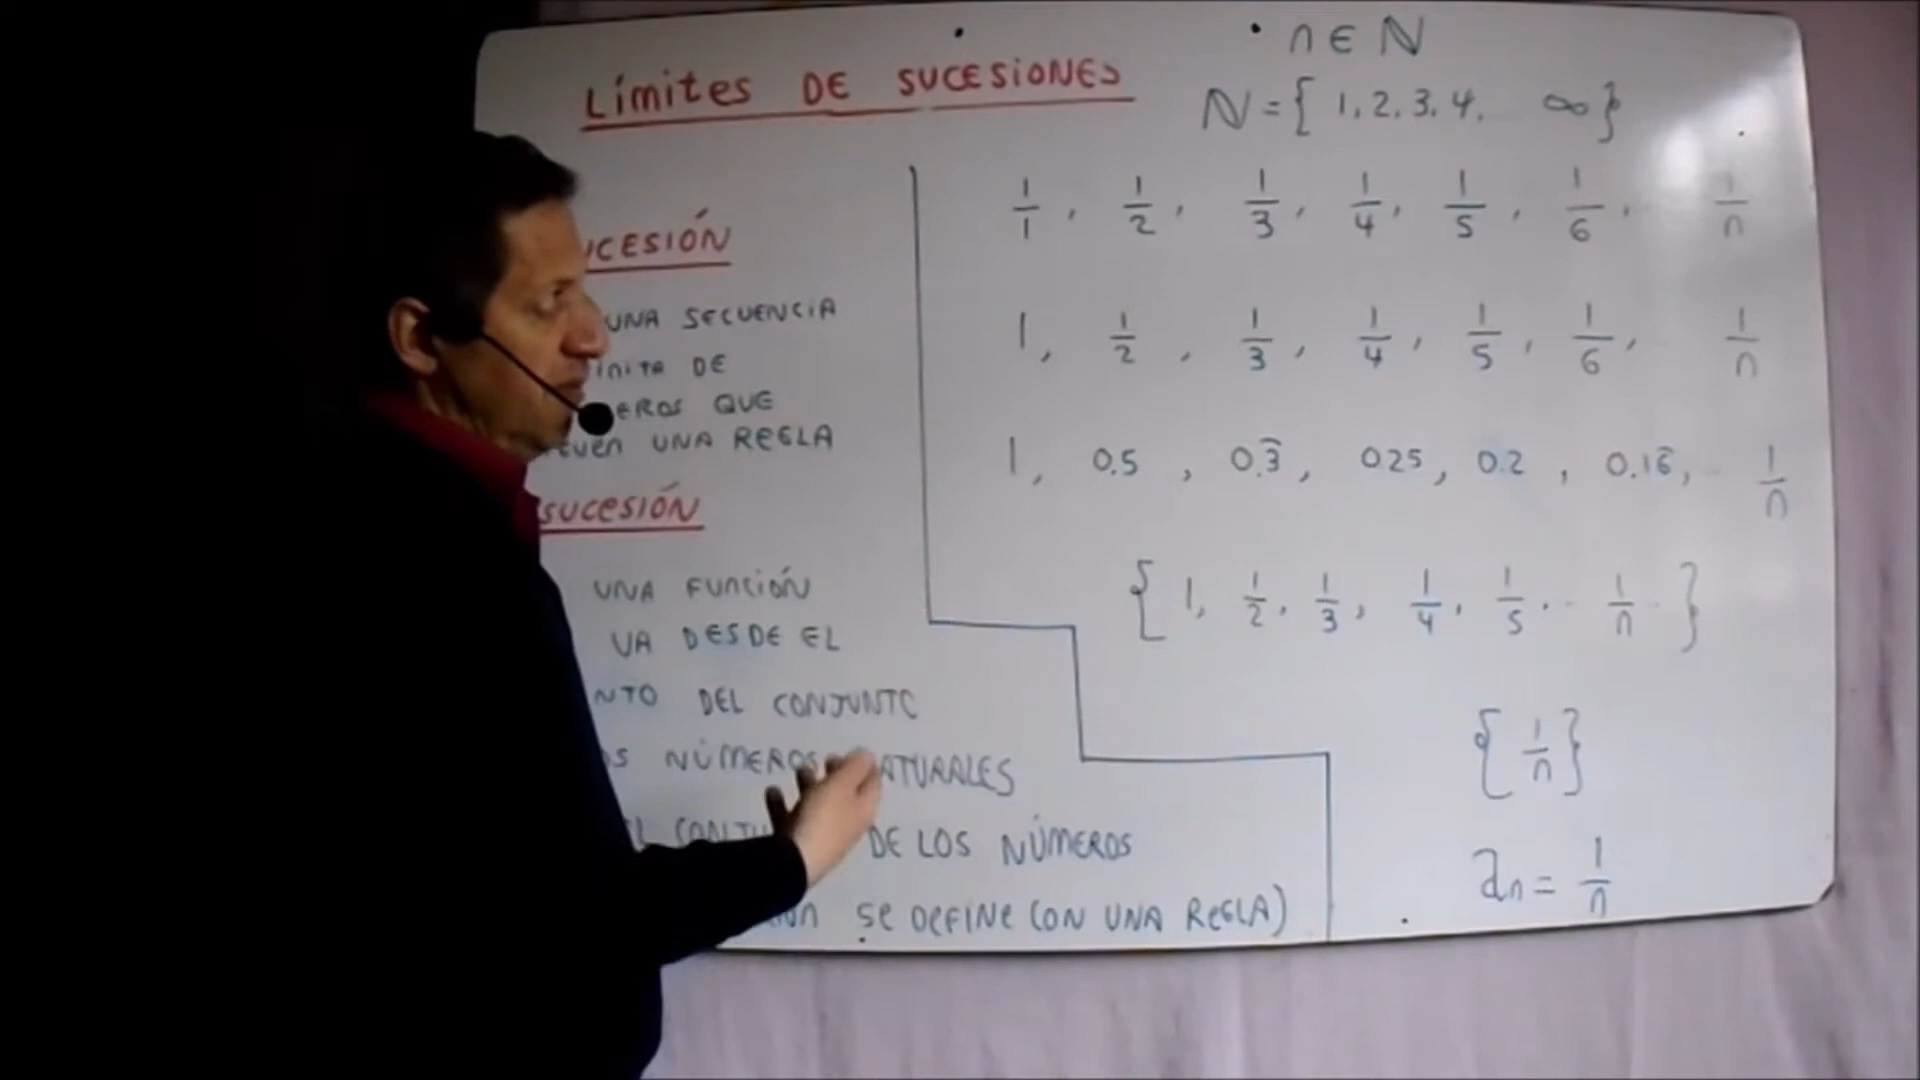 Límites DE SUCESIONES
n ∈ ℕ
ℕ = { 1, 2, 3, 4, ∞ }
UCESIÓN
UNA SECUENCIA
inita DE
EROS QUE
UNA REGLA
SUCESIÓN
UNA FUNCIÓN
VA DESDE EL
NTO DEL CONJUNTO
OS NÚMEROS ATURALES
DE LOS NÚMEROS
SE DEFINE CON UNA REGLA)
1/1, 1/2, 1/3, 1/4, 1/5, 1/6, 1/n
1, 1/2, 1/3, 1/4, 1/5, 1/6, 1/n
1, 0.5, 0.3̅, 025, 0.2, 0.16̅, 1/n
{ 1, 1/2, 1/3, 1/4, 1/5, .. 1/n .. }
{ 1/n }
aₙ = 1/n